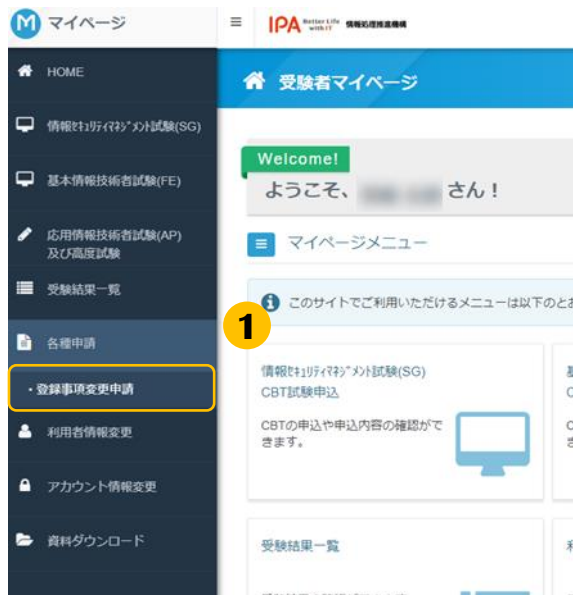 M マイページ
≡ IPA Better Life with IT 情報処理推進機構
HOME
情報ｾｷｭﾘﾃｨﾏﾈｼﾞﾒﾝﾄ試験(SG)
基本情報技術者試験(FE)
応用情報技術者試験(AP)
及び高度試験
受験結果一覧
各種申請
・登録事項変更申請
利用者情報変更
アカウント情報変更
資料ダウンロード
受験者マイページ
Welcome!
ようこそ、 さん！
マイページメニュー
このサイトでご利用いただけるメニューは以下のとお
1
情報ｾｷｭﾘﾃｨﾏﾈｼﾞﾒﾝﾄ試験(SG)
CBT試験申込
CBTの申込や申込内容の確認がで
きます。
受験結果一覧